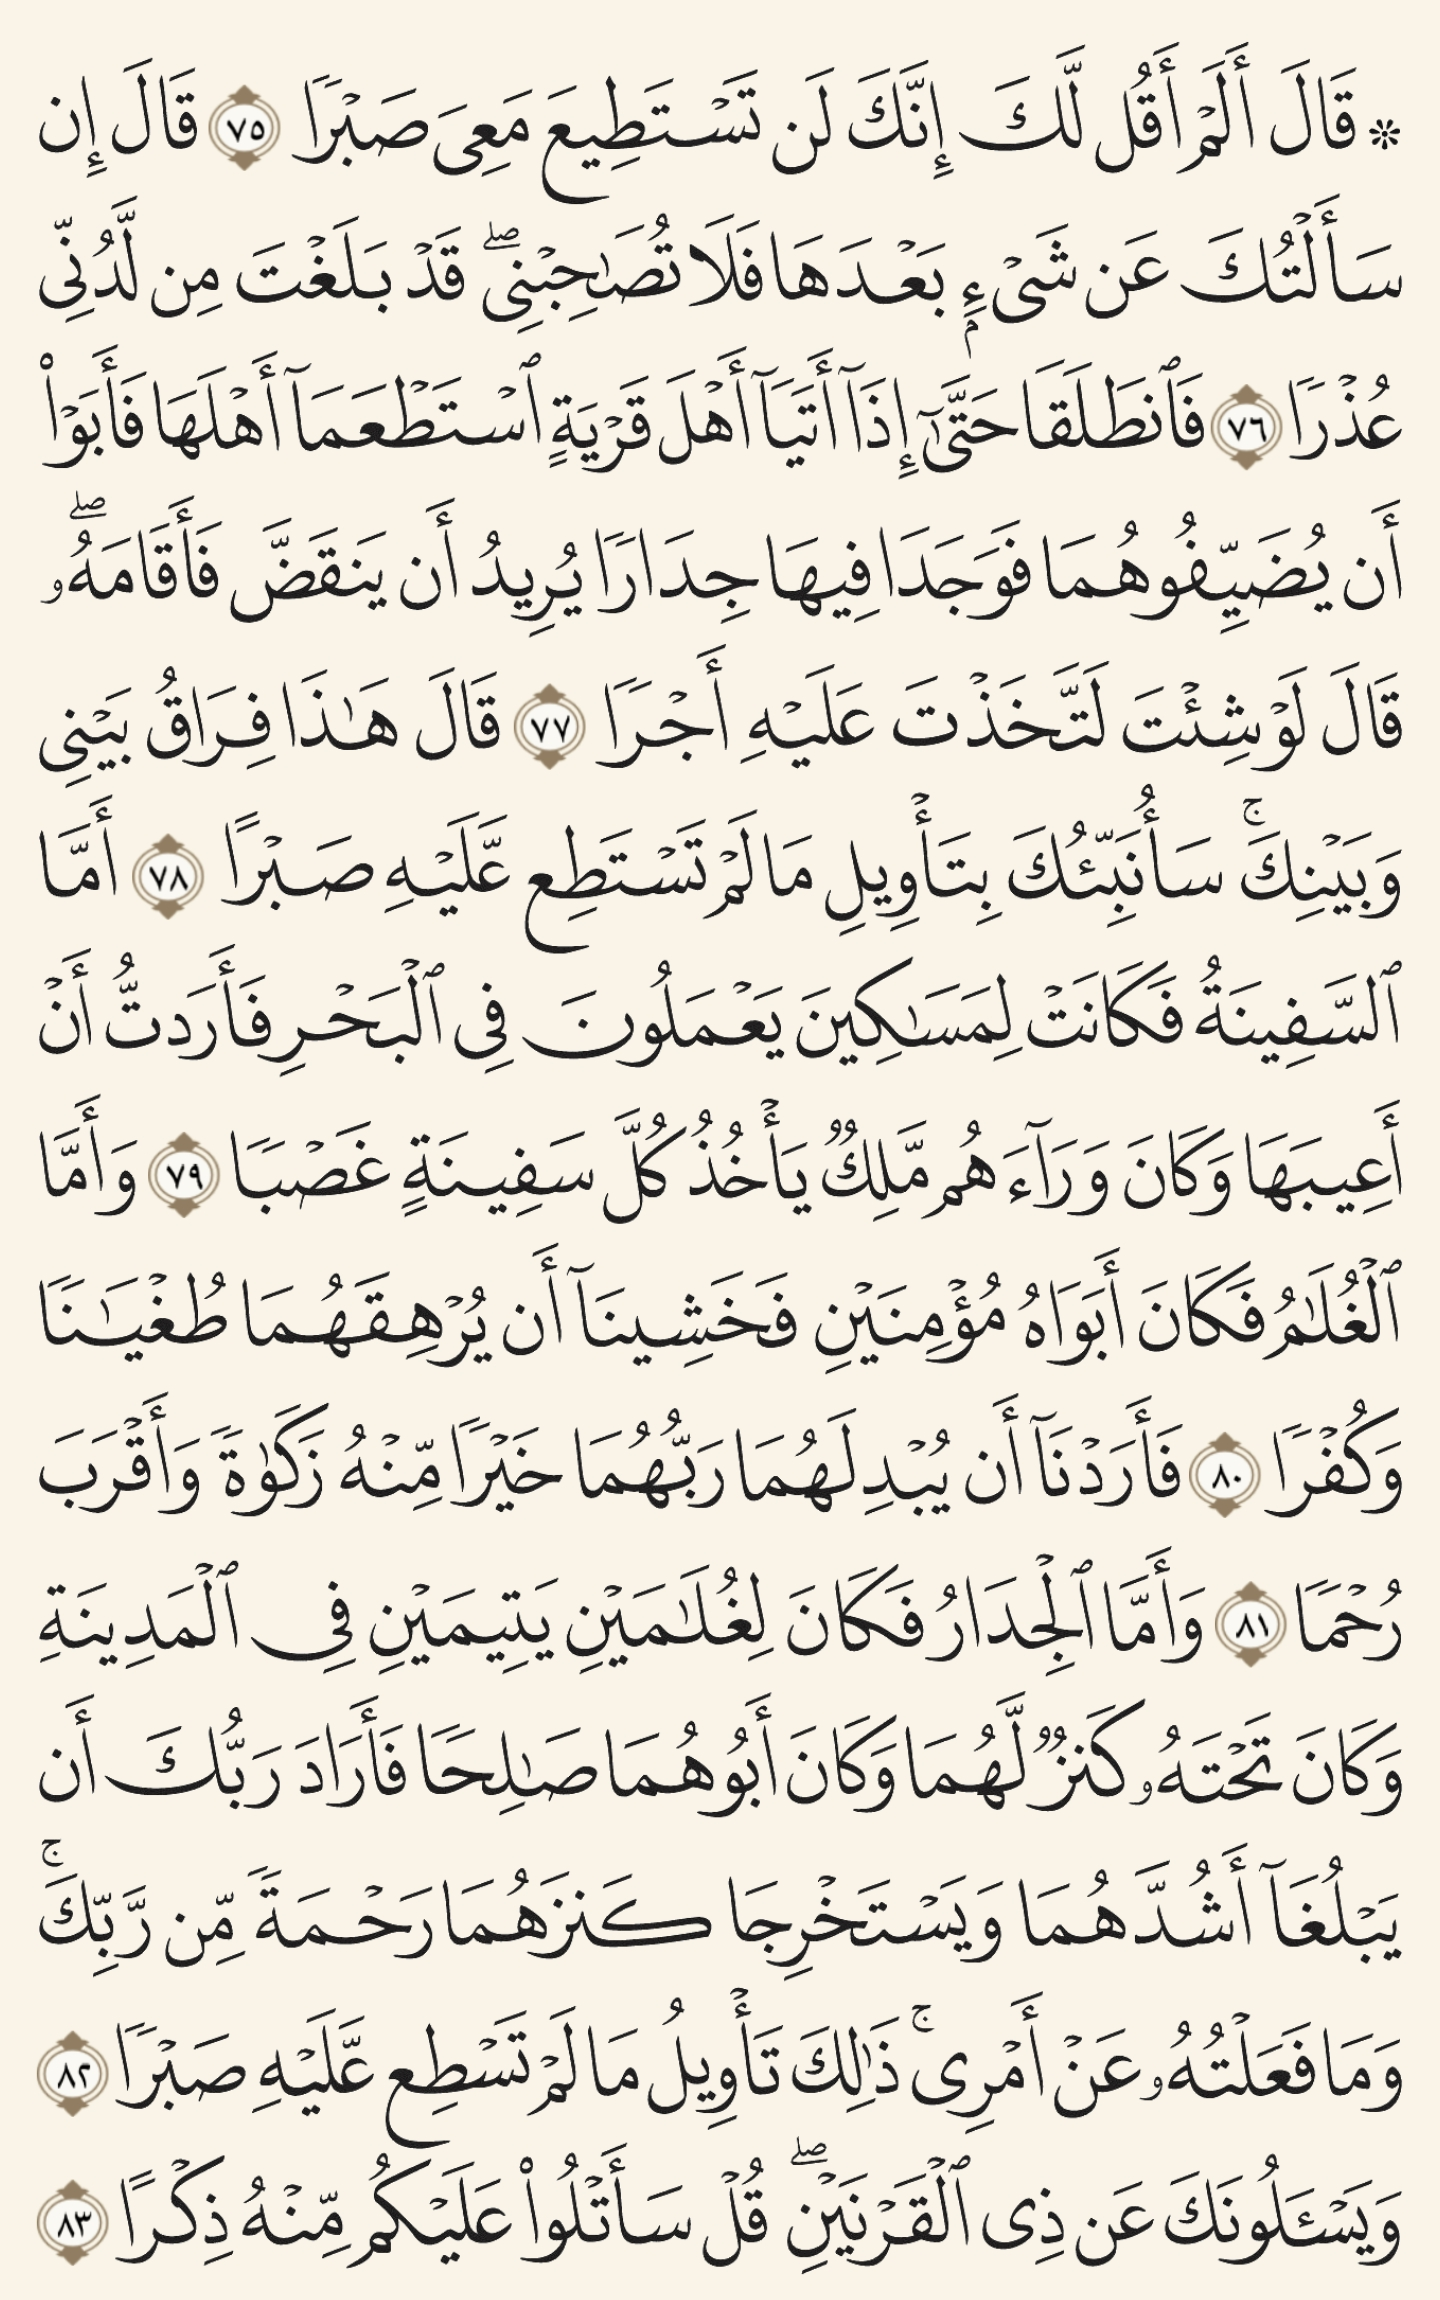 ۞ قَالَ أَلَمۡ أَقُل لَّكَ إِنَّكَ لَن تَسۡتَطِيعَ مَعِيَ صَبۡرٗا ٧٥ قَالَ إِن
سَأَلۡتُكَ عَن شَيۡءِۭ بَعۡدَهَا فَلَا تُصَٰحِبۡنِيۖ قَدۡ بَلَغۡتَ مِن لَّدُنِّي
عُذۡرٗا ٧٦ فَٱنطَلَقَا حَتَّىٰٓ إِذَآ أَتَيَآ أَهۡلَ قَرۡيَةٍ ٱسۡتَطۡعَمَآ أَهۡلَهَا فَأَبَوۡاْ
أَن يُضَيِّفُوهُمَا فَوَجَدَا فِيهَا جِدَارٗا يُرِيدُ أَن يَنقَضَّ فَأَقَامَهُۥۖ
قَالَ لَوۡ شِئۡتَ لَتَّخَذۡتَ عَلَيۡهِ أَجۡرٗا ٧٧ قَالَ هَٰذَا فِرَاقُ بَيۡنِي
وَبَيۡنِكَۚ سَأُنَبِّئُكَ بِتَأۡوِيلِ مَا لَمۡ تَسۡتَطِع عَّلَيۡهِ صَبۡرًا ٧٨ أَمَّا
ٱلسَّفِينَةُ فَكَانَتۡ لِمَسَٰكِينَ يَعۡمَلُونَ فِي ٱلۡبَحۡرِ فَأَرَدتُّ أَنۡ
أَعِيبَهَا وَكَانَ وَرَآءَهُم مَّلِكٞ يَأۡخُذُ كُلَّ سَفِينَةٍ غَصۡبٗا ٧٩ وَأَمَّا
ٱلۡغُلَٰمُ فَكَانَ أَبَوَاهُ مُؤۡمِنَيۡنِ فَخَشِينَآ أَن يُرۡهِقَهُمَا طُغۡيَٰنٗا
وَكُفۡرٗا ٨٠ فَأَرَدۡنَآ أَن يُبۡدِلَهُمَا رَبُّهُمَا خَيۡرٗا مِّنۡهُ زَكَوٰةٗ وَأَقۡرَبَ
رُحۡمٗا ٨١ وَأَمَّا ٱلۡجِدَارُ فَكَانَ لِغُلَٰمَيۡنِ يَتِيمَيۡنِ فِي ٱلۡمَدِينَةِ
وَكَانَ تَحۡتَهُۥ كَنزٞ لَّهُمَا وَكَانَ أَبُوهُمَا صَٰلِحٗا فَأَرَادَ رَبُّكَ أَن
يَبۡلُغَآ أَشُدَّهُمَا وَيَسۡتَخۡرِجَا كَنزَهُمَا رَحۡمَةٗ مِّن رَّبِّكَۚ
وَمَا فَعَلۡتُهُۥ عَنۡ أَمۡرِيۚ ذَٰلِكَ تَأۡوِيلُ مَا لَمۡ تَسۡطِع عَّلَيۡهِ صَبۡرٗا ٨٢
وَيَسۡـَٔلُونَكَ عَن ذِي ٱلۡقَرۡنَيۡنِۖ قُلۡ سَأَتۡلُواْ عَلَيۡكُم مِّنۡهُ ذِكۡرًا ٨٣